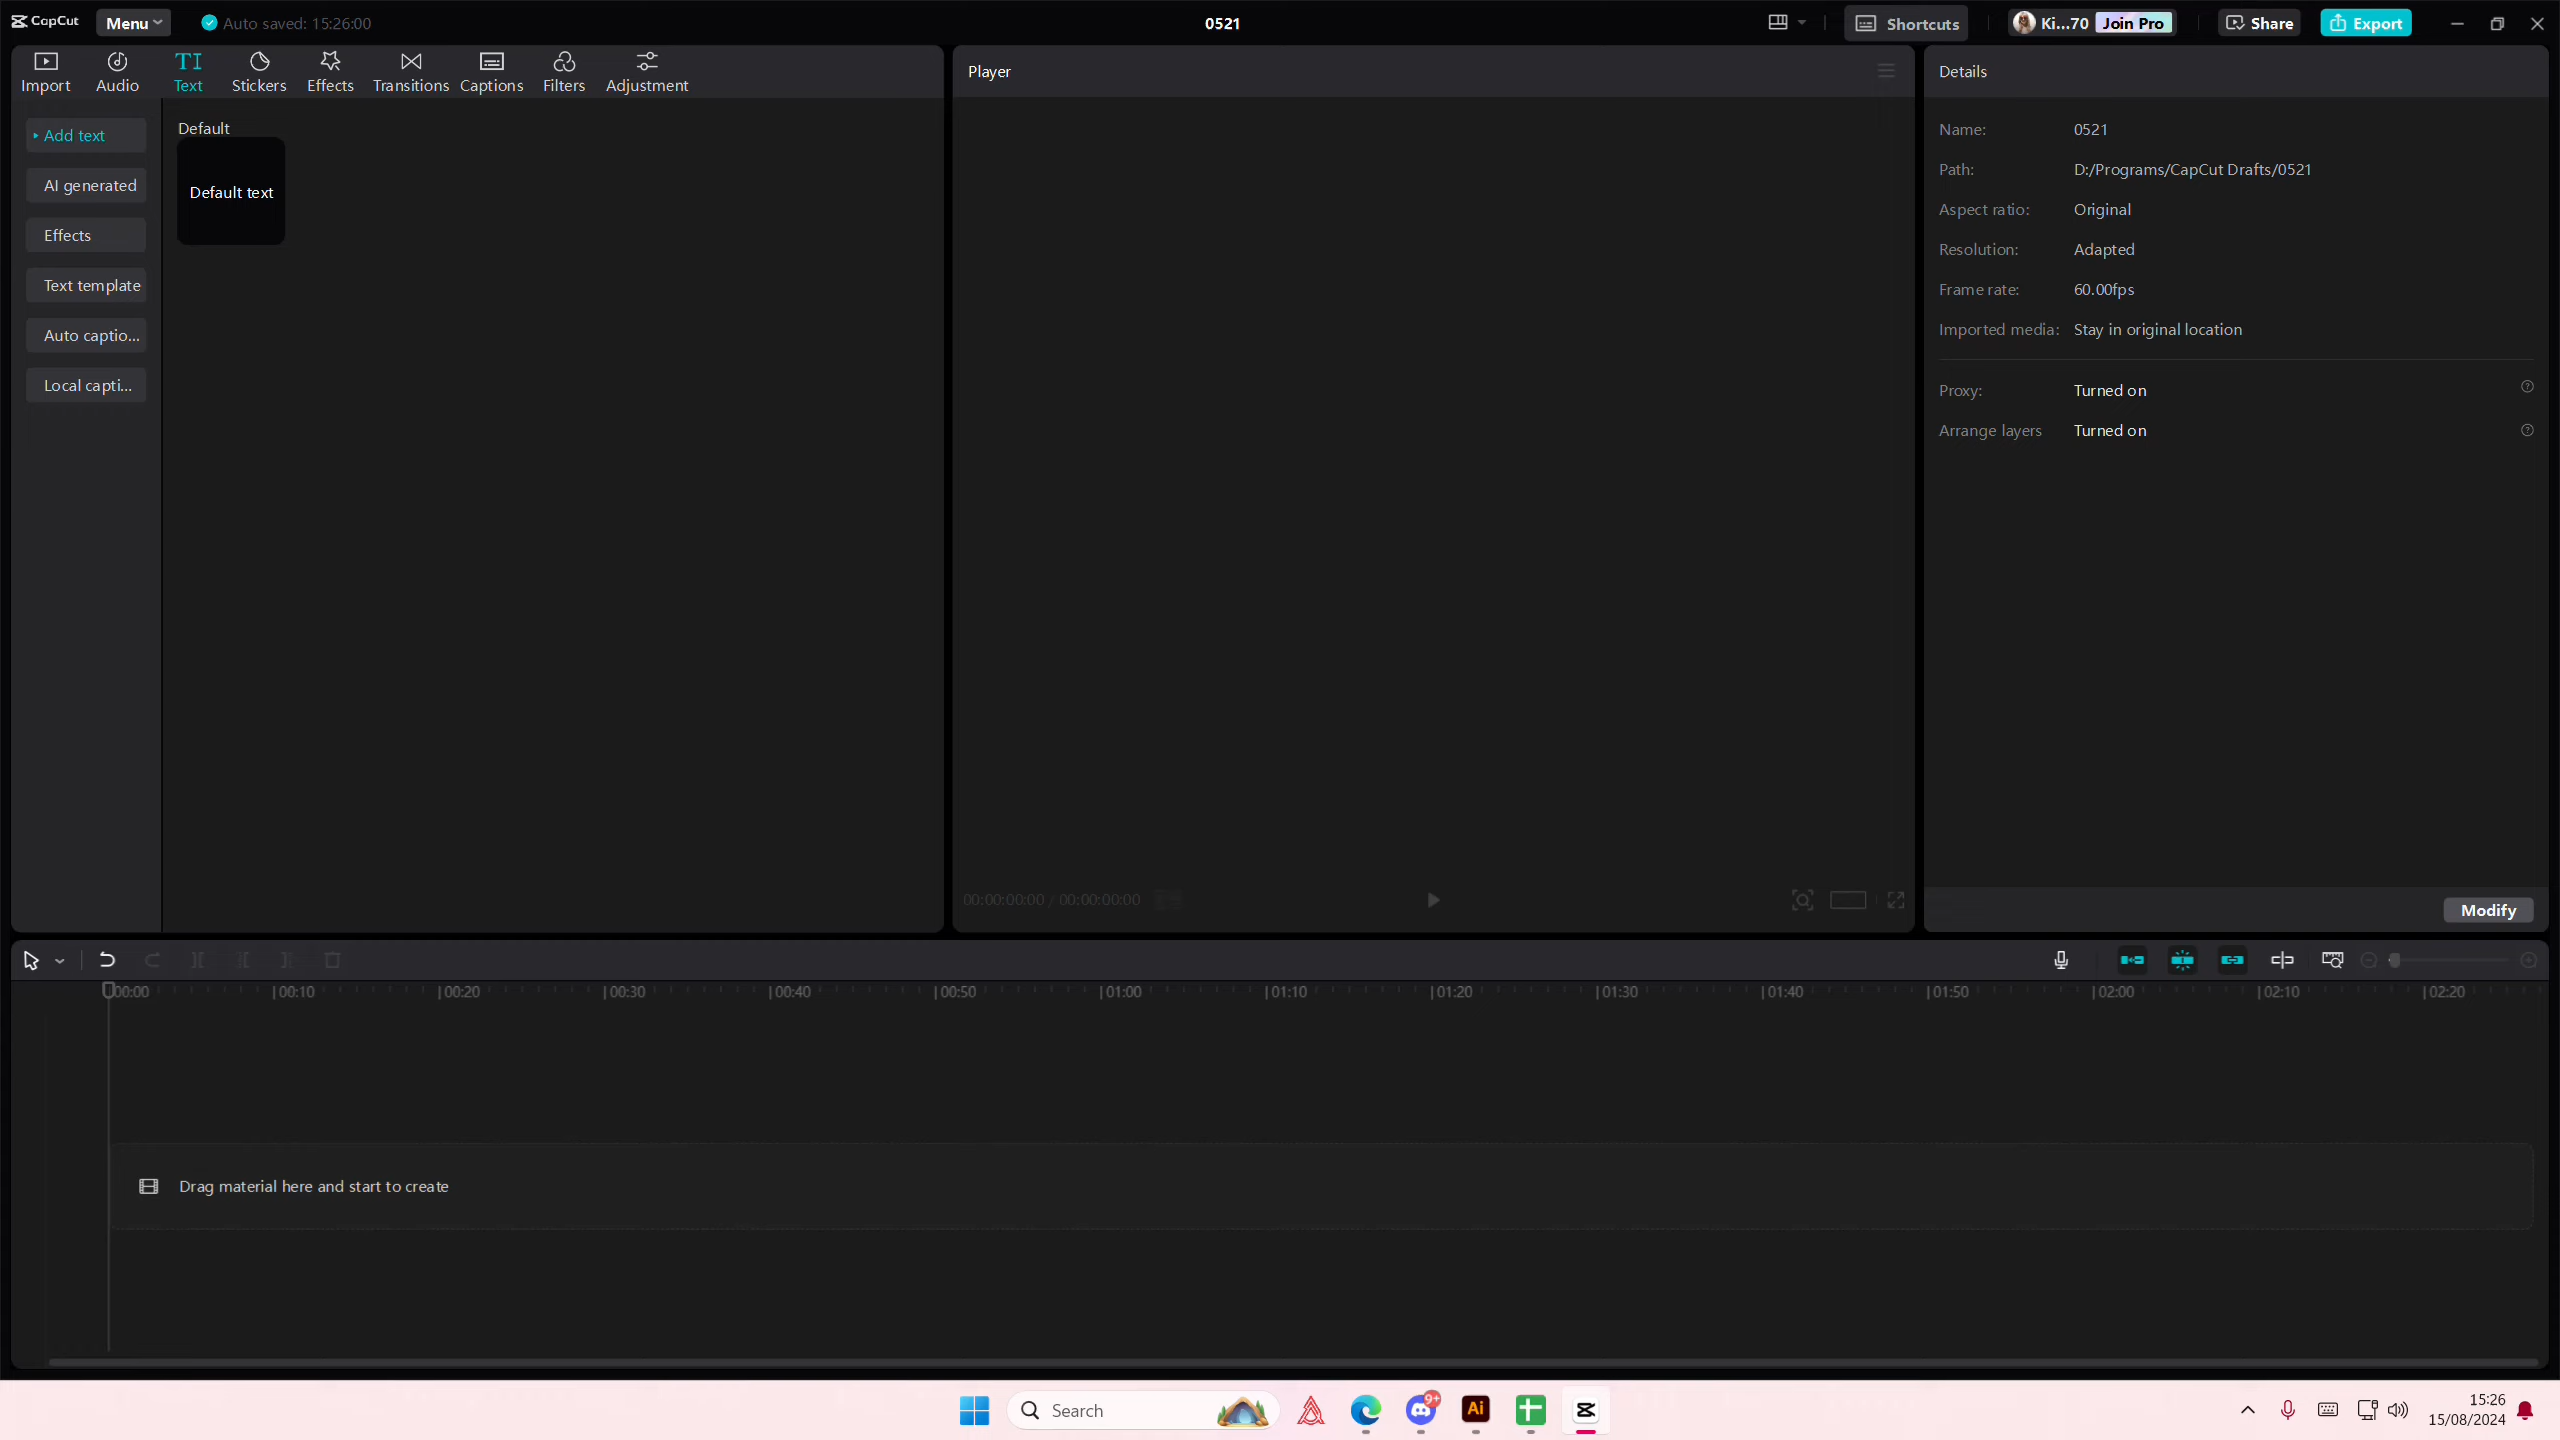 CapCut
Menu
Auto saved: 15:26:00
0521
Shortcuts
Ki...70
Join Pro
Share
Export
Import
Audio
Text
Stickers
Effects
Transitions
Captions
Filters
Adjustment
Add text
AI generated
Effects
Text template
Auto captio...
Local capti...
Default
Default text
Player
00:00:00:00 / 00:00:00:00
Details
Name: 0521
Path: D:/Programs/CapCut Drafts/0521
Aspect ratio: Original
Resolution: Adapted
Frame rate: 60.00fps
Imported media: Stay in original location
Proxy: Turned on
Arrange layers Turned on
Modify
00:00 00:10 00:20 00:30 00:40 00:50 01:00 01:10 01:20 01:30 01:40 01:50 02:00 02:10 02:20
Drag material here and start to create
Search
9+
Ai
15:26
15/08/2024